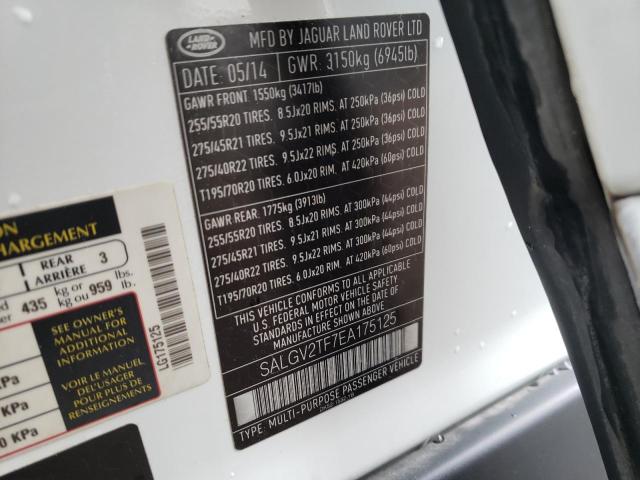 LAND-
ROVER
MFD BY JAGUAR LAND ROVER LTD
DATE: 05/14 GWR: 3150kg (6945lb)
GAWR FRONT: 1550kg (3417lb)
255/55R20 TIRES. 8.5Jx20 RIMS. AT 250kPa (36psi) COLD
275/45R21 TIRES. 9.5Jx21 RIMS. AT 250kPa (36psi) COLD
275/40R22 TIRES. 9.5Jx22 RIMS. AT 250kPa (36psi) COLD
T195/70R20 TIRES. 6.0Jx20 RIM. AT 420kPa (60psi) COLD
GAWR REAR: 1775kg (3913lb)
255/55R20 TIRES. 8.5Jx20 RIMS. AT 300kPa (44psi) COLD
275/45R21 TIRES. 9.5Jx21 RIMS. AT 300kPa (44psi) COLD
275/40R22 TIRES. 9.5Jx22 RIMS. AT 300kPa (44psi) COLD
T195/70R20 TIRES. 6.0Jx20 RIM. AT 420kPa (60psi) COLD
THIS VEHICLE CONFORMS TO ALL APPLICABLE
U.S. FEDERAL MOTOR VEHICLE SAFETY
STANDARDS IN EFFECT ON THE DATE OF
MANUFACTURE SHOWN ABOVE.
SALGV2TF7EA175125
TYPE: MULTI-PURPOSE PASSENGER VEHICLE
ON
CHARGEMENT
REAR
ARRIÈRE 3
435 kg or 959 lbs.
kg ou lb.
SEE OWNER'S
MANUAL FOR
ADDITIONAL
INFORMATION
VOIR LE MANUEL
DE L'USAGER
POUR PLUS DE
RENSEIGNEMENTS
KPa
KPa
0 KPa
LG175125